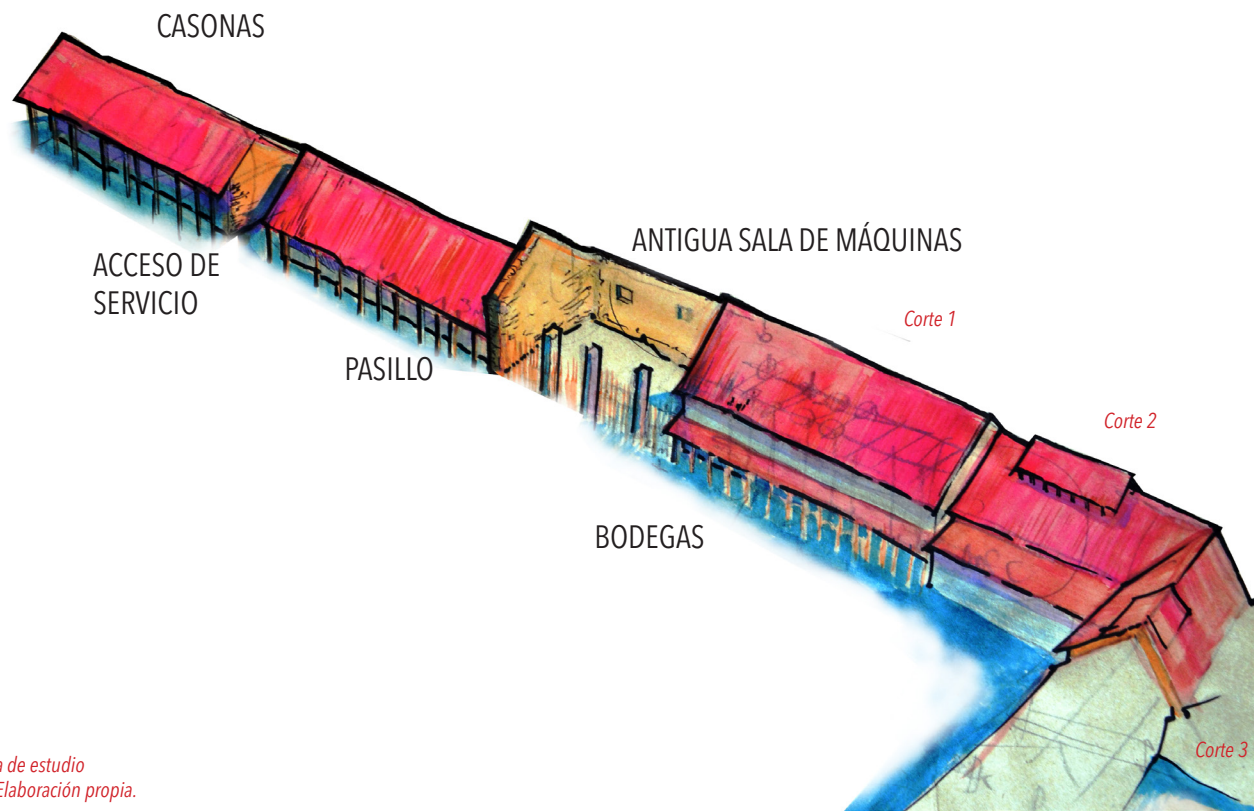 CASONAS
ANTIGUA SALA DE MÁQUINAS
ACCESO DE
SERVICIO
Corte 1
PASILLO
Corte 2
BODEGAS
Corte 3
de estudio
Elaboración propia.